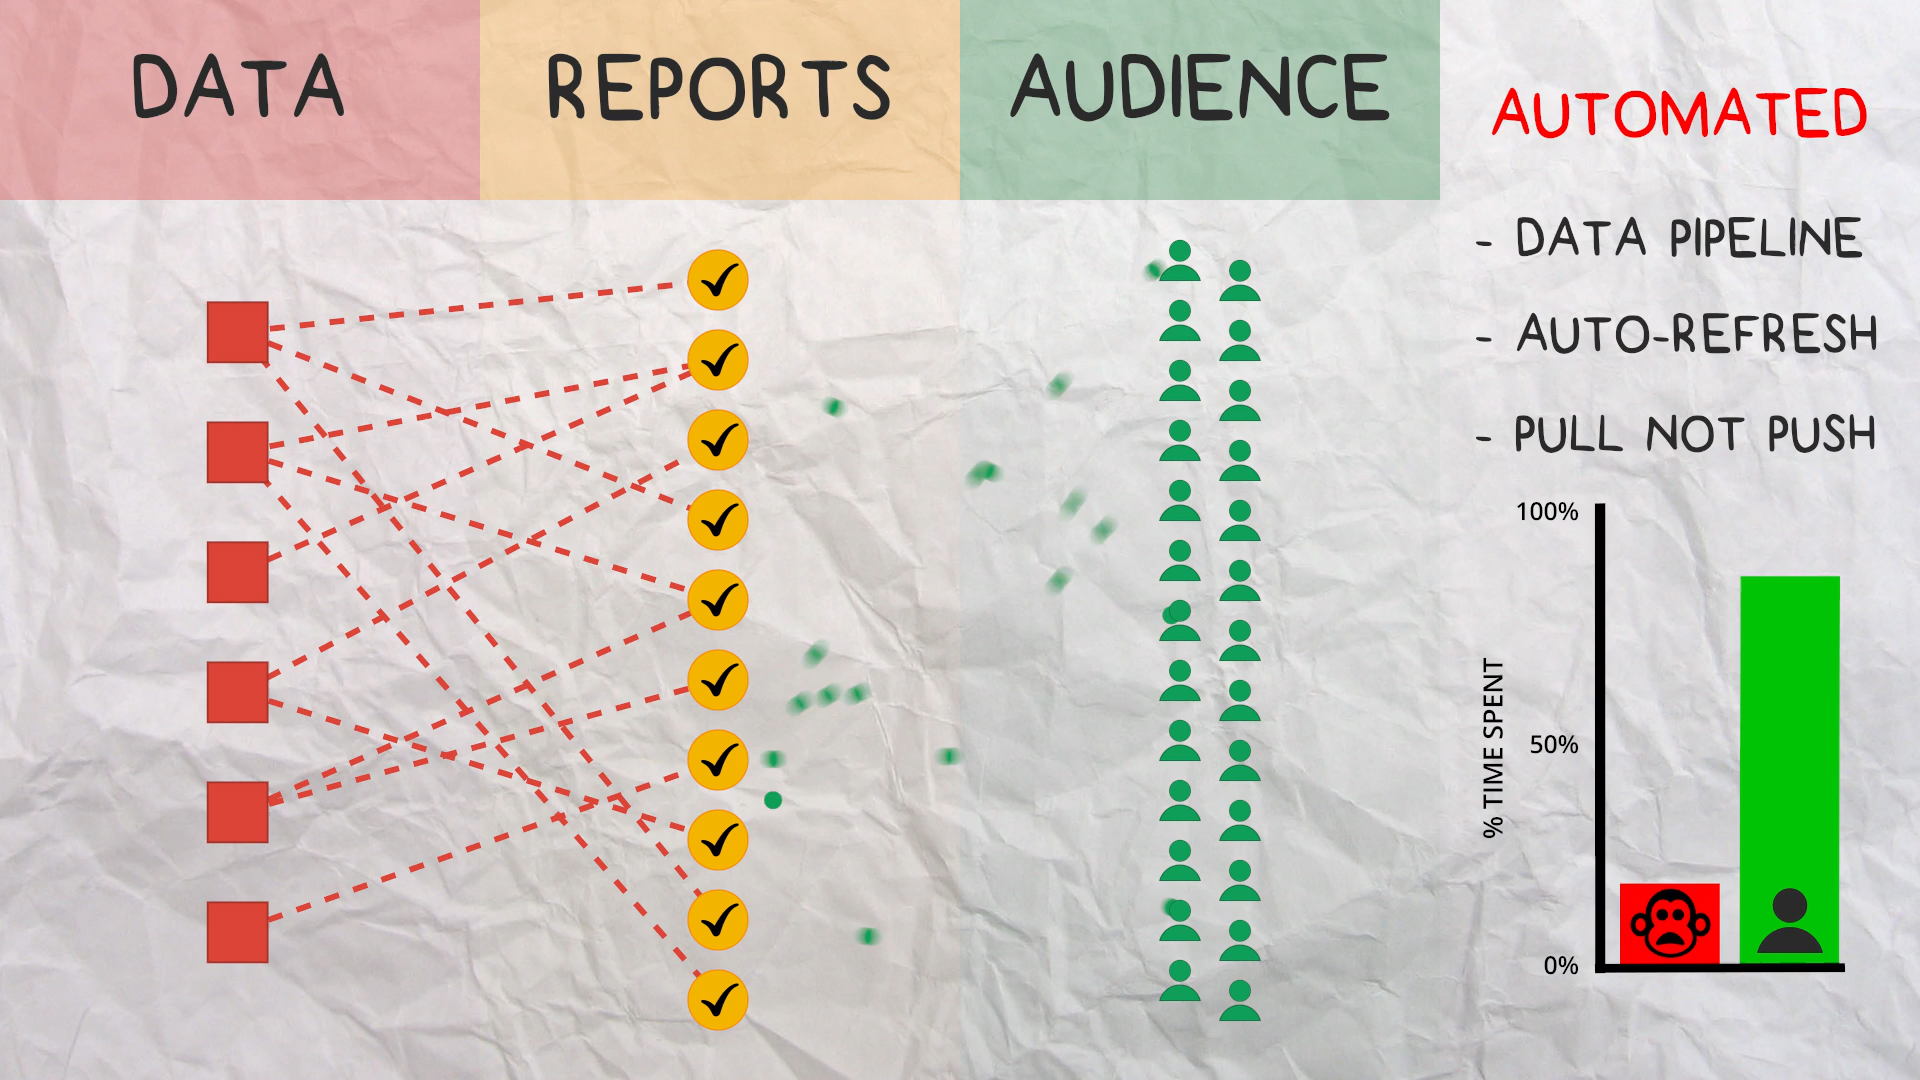 DATA
REPORTS
AUDIENCE
AUTOMATED
- DATA PIPELINE
- AUTO-REFRESH
- PULL NOT PUSH
100%
50%
0%
% TIME SPENT